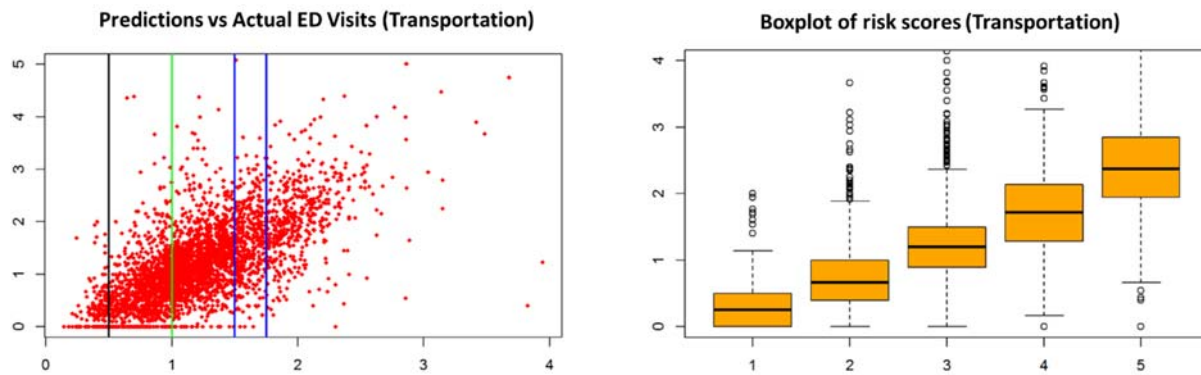 Predictions vs Actual ED Visits (Transportation)
5
4
3
2
1
0
0 1 2 3 4
Boxplot of risk scores (Transportation)
4
3
2
1
0
1 2 3 4 5